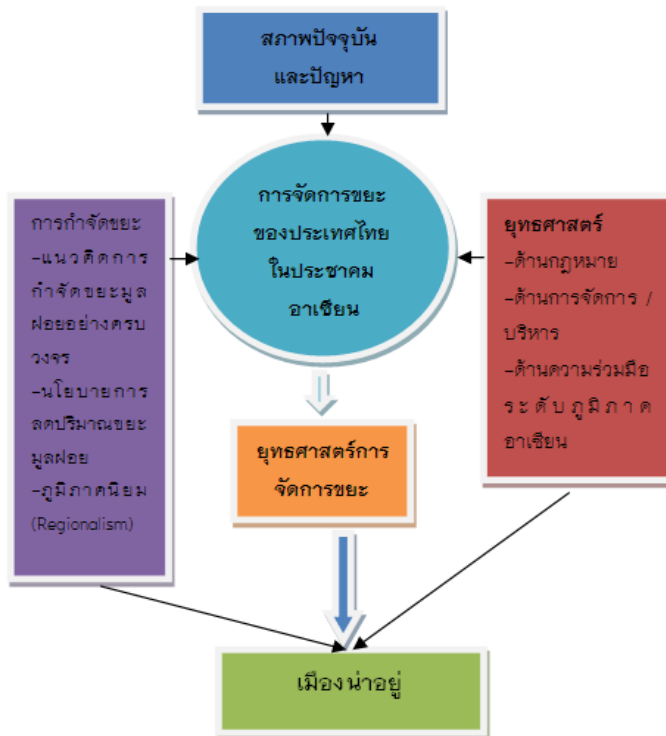 สภาพปัจจุบัน
และปัญหา
การจัดการขยะ
ของประเทศไทย
ในประชาคม
อาเซียน
การกำจัดขยะ
-แนวคิดการ
กำจัดขยะมูล
ฝอยอย่างครบ
วงจร
-นโยบายการ
ลดปริมาณขยะ
มูลฝอย
-ภูมิภาคนิยม
(Regionalism)
ยุทธศาสตร์
-ด้านกฎหมาย
-ด้านการจัดการ /
บริหาร
-ด้านความร่วมมือ
ระดับภูมิภาค
อาเซียน
ยุทธศาสตร์การ
จัดการขยะ
เมืองน่าอยู่